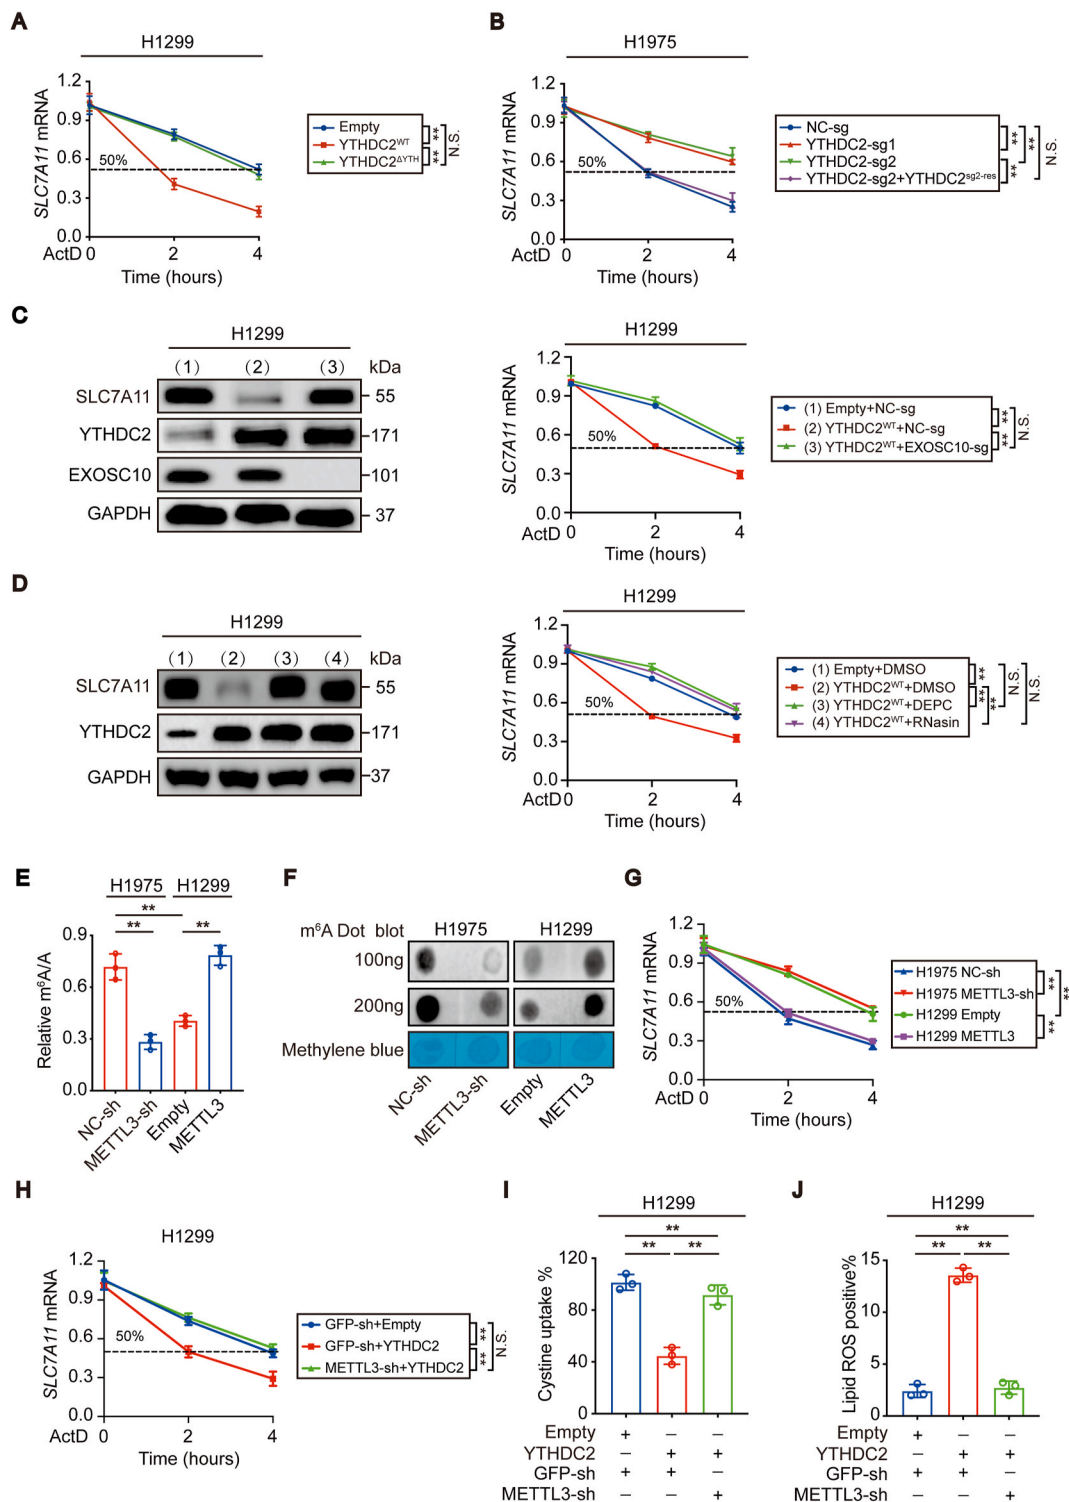 A
H1299
SLC7A11 mRNA
1.2
0.9
0.6
0.3
0.0
50%
ActD 0 2 4
Time (hours)
Empty
YTHDC2WT
YTHDC2ΔYTH
** ** N.S.
B
H1975
SLC7A11 mRNA
1.2
0.9
0.6
0.3
0.0
50%
ActD 0 2 4
Time (hours)
NC-sg
YTHDC2-sg1
YTHDC2-sg2
YTHDC2-sg2+YTHDC2sg2-res
** ** ** N.S.
C
H1299
(1) (2) (3) kDa
SLC7A11 55
YTHDC2 171
EXOSC10 101
GAPDH 37
H1299
SLC7A11 mRNA
1.2
0.9
0.6
0.3
0.0
50%
ActD 0 2 4
Time (hours)
(1) Empty+NC-sg
(2) YTHDC2WT+NC-sg
(3) YTHDC2WT+EXOSC10-sg
** ** N.S.
D
H1299
(1) (2) (3) (4) kDa
SLC7A11 55
YTHDC2 171
GAPDH 37
H1299
SLC7A11 mRNA
1.2
0.9
0.6
0.3
0.0
50%
ActD 0 2 4
Time (hours)
(1) Empty+DMSO
(2) YTHDC2WT+DMSO
(3) YTHDC2WT+DEPC
(4) YTHDC2WT+RNasin
** ** ** N.S. N.S.
E
H1975 H1299
**
** **
Relative m6A/A
0.9
0.6
0.3
0.0
NC-sh
METTL3-sh
Empty
METTL3
F
m6A Dot blot H1975 H1299
100ng
200ng
Methylene blue
NC-sh
METTL3-sh
Empty
METTL3
G
SLC7A11 mRNA
1.2
0.9
0.6
0.3
0.0
50%
ActD 0 2 4
Time (hours)
H1975 NC-sh
H1975 METTL3-sh
H1299 Empty
H1299 METTL3
** ** **
H
H1299
SLC7A11 mRNA
1.2
0.9
0.6
0.3
0.0
50%
ActD 0 2 4
Time (hours)
GFP-sh+Empty
GFP-sh+YTHDC2
METTL3-sh+YTHDC2
** ** N.S.
I
H1299
**
** **
Cystine uptake %
120
80
40
0
Empty + − −
YTHDC2 − + +
GFP-sh + + −
METTL3-sh − − +
J
H1299
**
** **
Lipid ROS positive%
15
10
5
0
Empty + − −
YTHDC2 − + +
GFP-sh + + −
METTL3-sh − − +